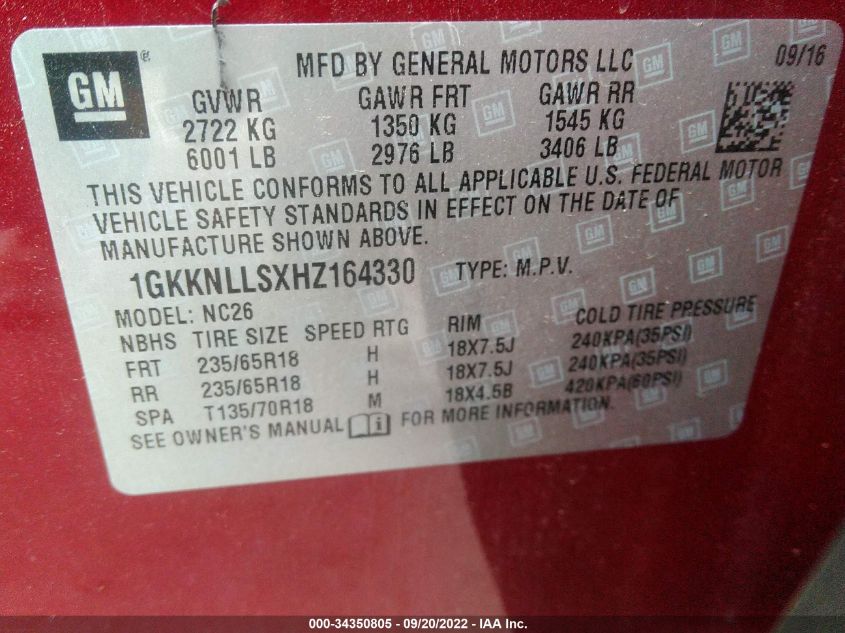 GM
MFD BY GENERAL MOTORS LLC 09/16
GVWR GAWR FRT GAWR RR
2722 KG 1350 KG 1545 KG
6001 LB 2976 LB 3406 LB
THIS VEHICLE CONFORMS TO ALL APPLICABLE U.S. FEDERAL MOTOR
VEHICLE SAFETY STANDARDS IN EFFECT ON THE DATE OF
MANUFACTURE SHOWN ABOVE.
1GKKNLLSXHZ164330 TYPE: M.P.V.
MODEL: NC26
NBHS TIRE SIZE SPEED RTG RIM COLD TIRE PRESSURE
FRT 235/65R18 H 18X7.5J 240KPA(35PSI)
RR 235/65R18 H 18X7.5J 240KPA(35PSI)
SPA T135/70R18 M 18X4.5B 420KPA(60PSI)
SEE OWNER'S MANUAL FOR MORE INFORMATION.
000-34350805 - 09/20/2022 - IAA Inc.